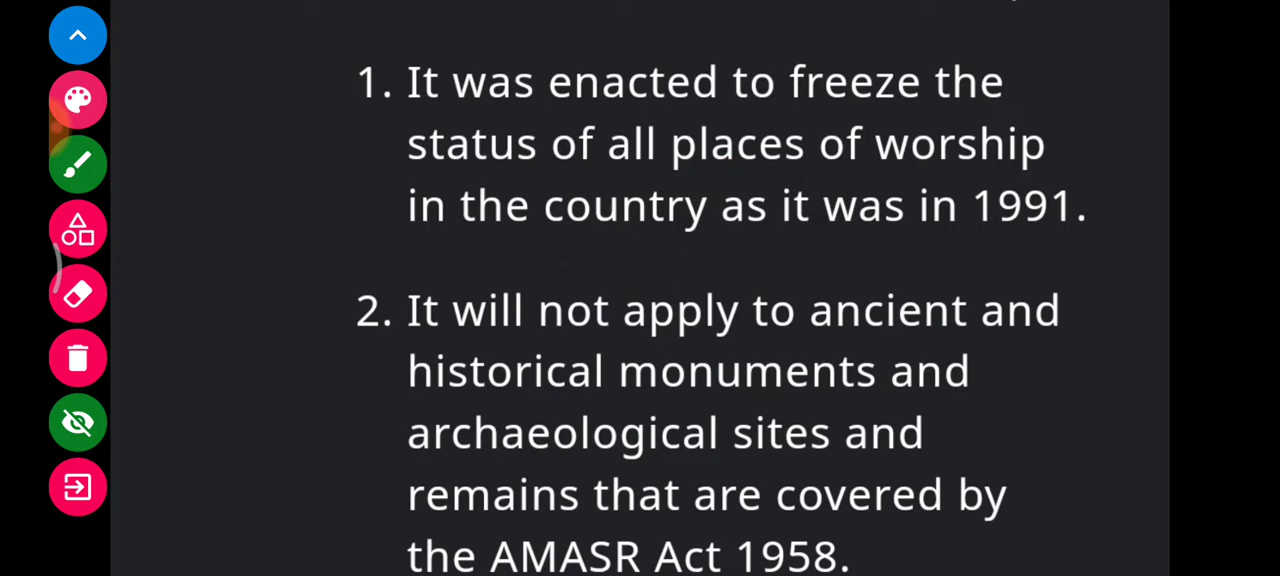 1. It was enacted to freeze the
status of all places of worship
in the country as it was in 1991.
2. It will not apply to ancient and
historical monuments and
archaeological sites and
remains that are covered by
the AMASR Act 1958.